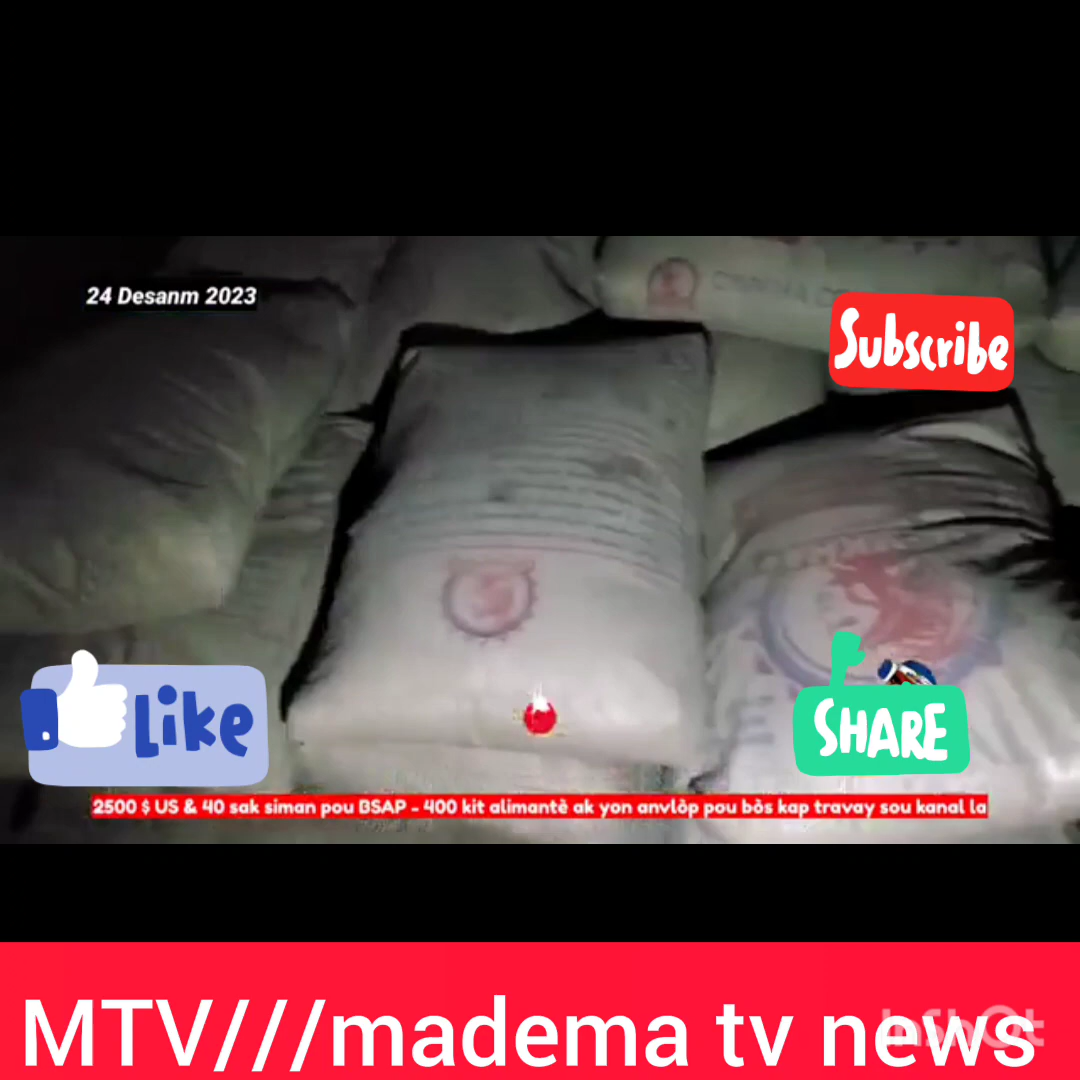 24 Desanm 2023
Subscribe
Like
SHARE
2500 $ US & 40 sak siman pou BSAP - 400 kit alimantè ak yon anvlòp pou bòs kap travay sou kanal la
MTV///madema tv news
InShOt